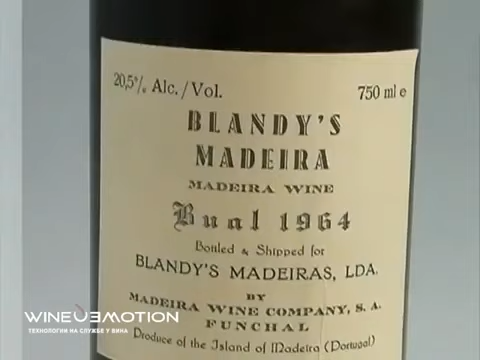 20,5% Alc./Vol. 750 ml e
BLANDY'S
MADEIRA
MADEIRA WINE
Bual 1964
Bottled & Shipped for
BLANDY'S MADEIRAS, LDA.
BY
MADEIRA WINE COMPANY, S. A.
FUNCHAL
Produce of the Island of Madeira (Portugal)
WINE EMOTION
ТЕХНОЛОГИИ НА СЛУЖБЕ У ВИНА